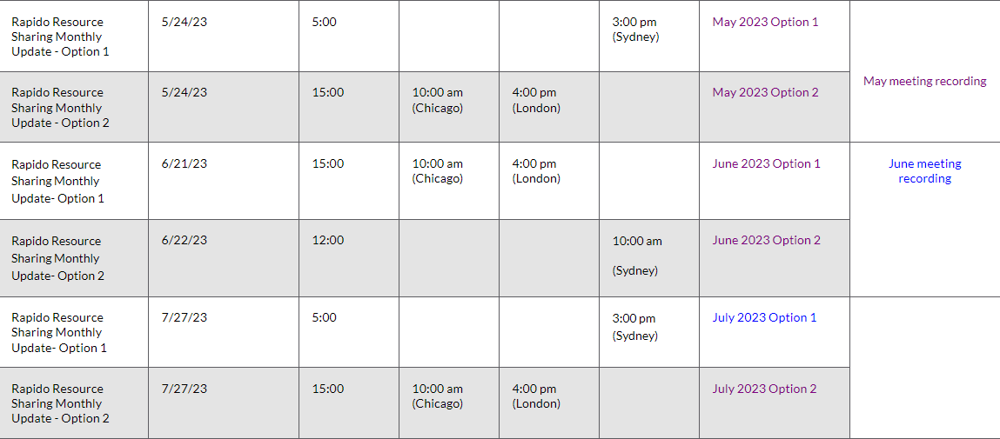 Rapido Resource
Sharing Monthly
Update - Option 1
5/24/23
5:00
3:00 pm
(Sydney)
May 2023 Option 1
May meeting recording
Rapido Resource
Sharing Monthly
Update - Option 2
5/24/23
15:00
10:00 am
(Chicago)
4:00 pm
(London)
May 2023 Option 2
Rapido Resource
Sharing Monthly
Update- Option 1
6/21/23
15:00
10:00 am
(Chicago)
4:00 pm
(London)
June 2023 Option 1
June meeting
recording
Rapido Resource
Sharing Monthly
Update- Option 2
6/22/23
12:00
10:00 am
(Sydney)
June 2023 Option 2
Rapido Resource
Sharing Monthly
Update- Option 1
7/27/23
5:00
3:00 pm
(Sydney)
July 2023 Option 1
Rapido Resource
Sharing Monthly
Update - Option 2
7/27/23
15:00
10:00 am
(Chicago)
4:00 pm
(London)
July 2023 Option 2